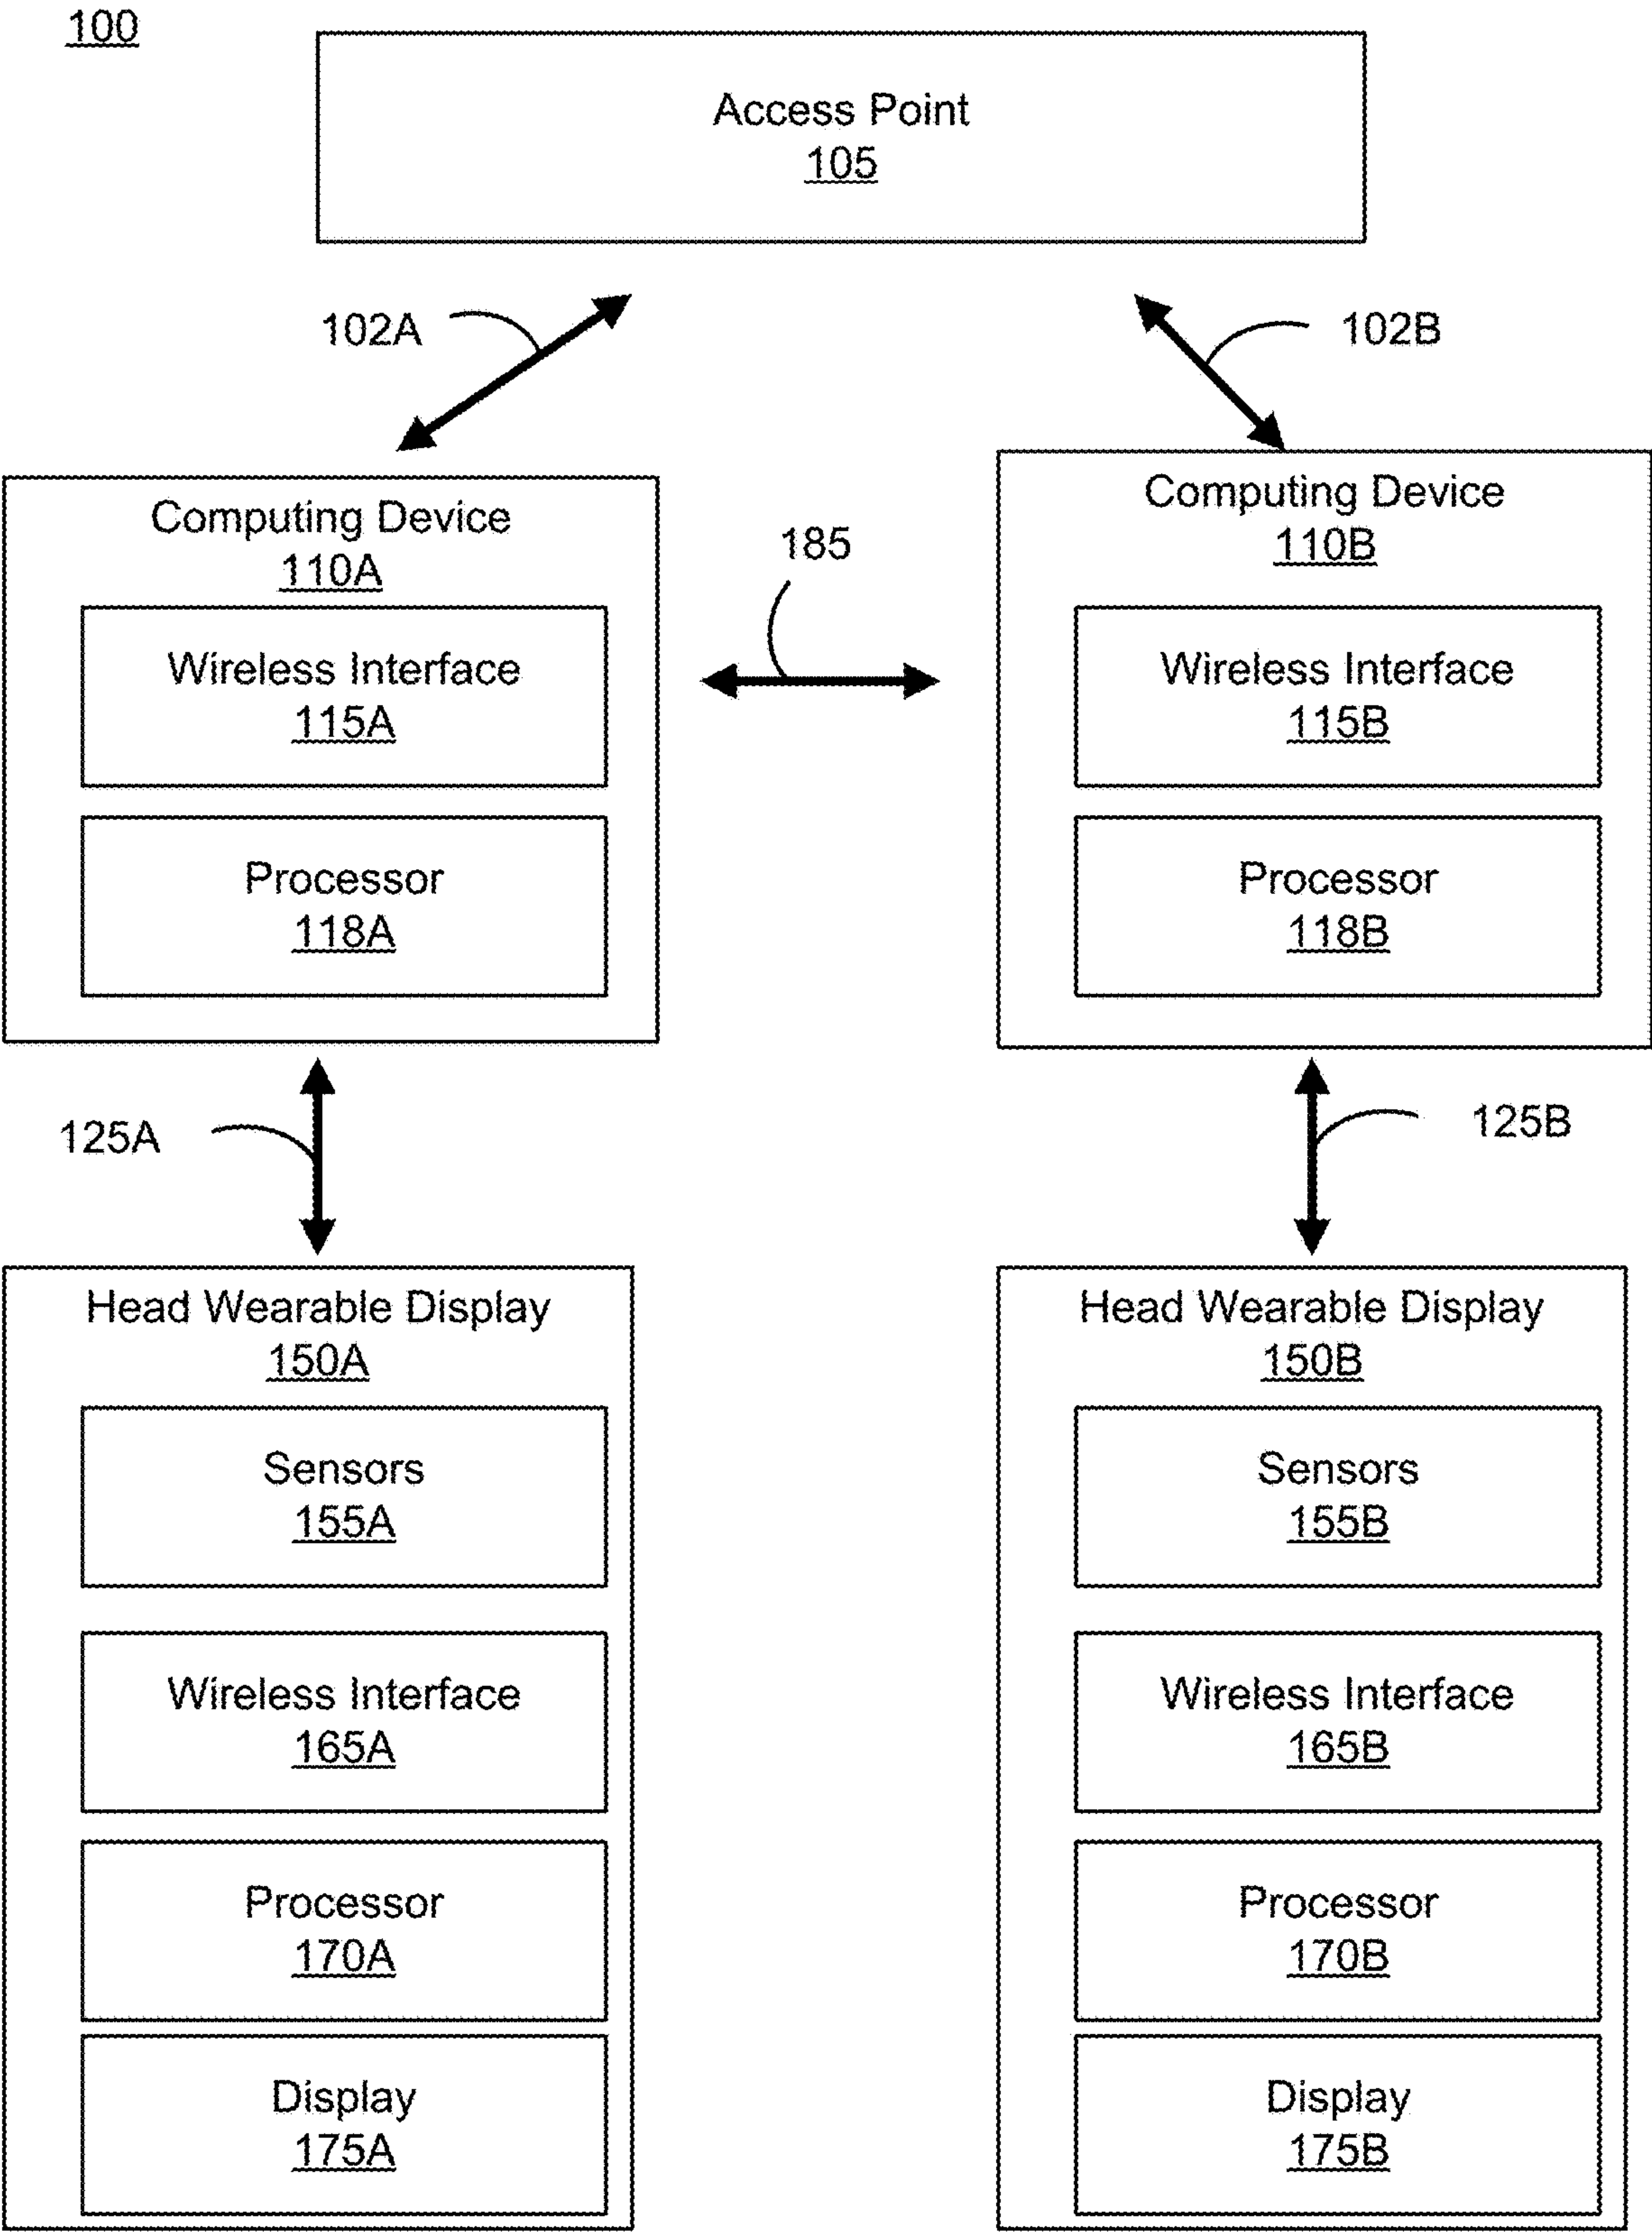 100
Access Point
105
102A
102B
Computing Device
110A
Wireless Interface
115A
Processor
118A
185
Computing Device
110B
Wireless Interface
115B
Processor
118B
125A
125B
Head Wearable Display
150A
Sensors
155A
Wireless Interface
165A
Processor
170A
Display
175A
Head Wearable Display
150B
Sensors
155B
Wireless Interface
165B
Processor
170B
Display
175B